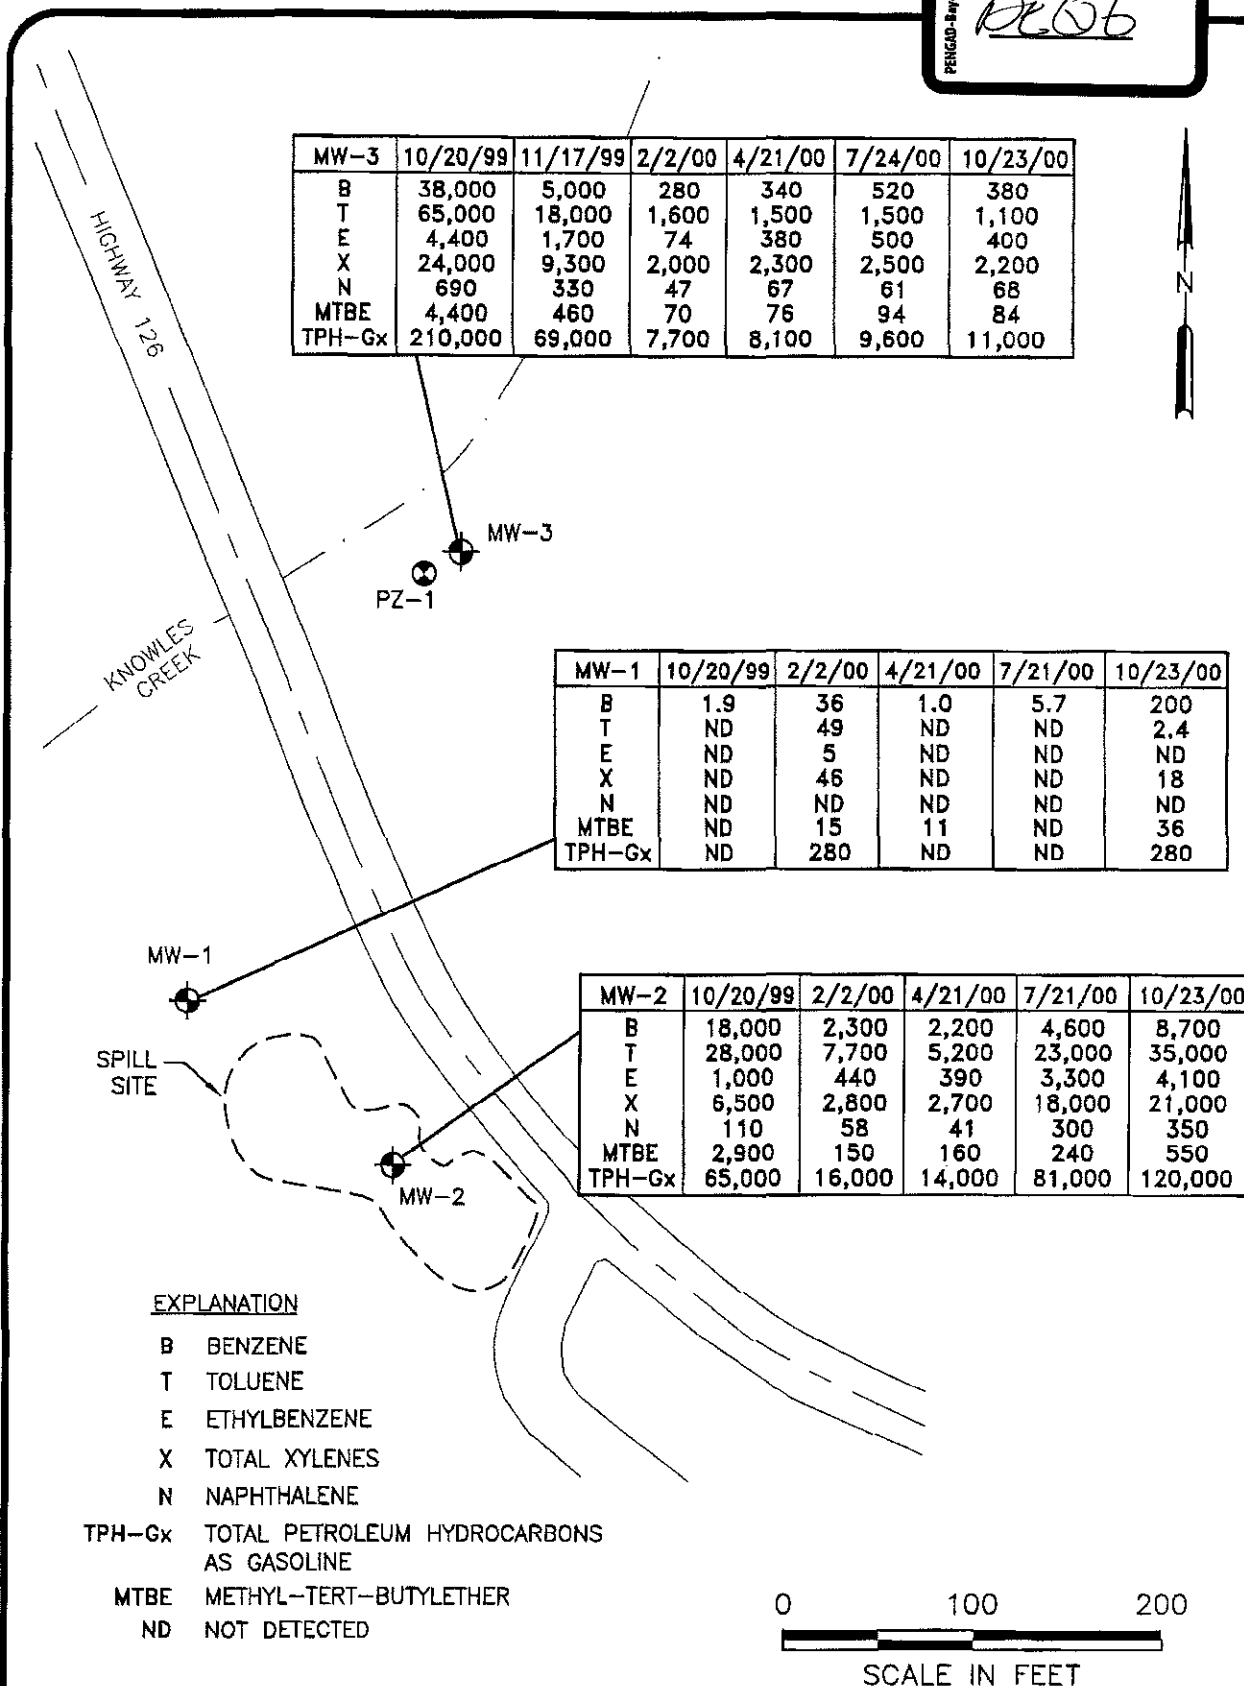 PENGAD-Bay
MW-3 10/20/99 11/17/99 2/2/00 4/21/00 7/24/00 10/23/00
B 38,000 5,000 280 340 520 380
T 65,000 18,000 1,600 1,500 1,500 1,100
E 4,400 1,700 74 380 500 400
X 24,000 9,300 2,000 2,300 2,500 2,200
N 690 330 47 67 61 68
MTBE 4,400 460 70 76 94 84
TPH-Gx 210,000 69,000 7,700 8,100 9,600 11,000
N
HIGHWAY 126
MW-3
PZ-1
KNOWLES
CREEK
MW-1 10/20/99 2/2/00 4/21/00 7/21/00 10/23/00
B 1.9 36 1.0 5.7 200
T ND 49 ND ND 2.4
E ND 5 ND ND ND
X ND 46 ND ND 18
N ND ND ND ND ND
MTBE ND 15 11 ND 36
TPH-Gx ND 280 ND ND 280
MW-1
MW-2 10/20/99 2/2/00 4/21/00 7/21/00 10/23/00
B 18,000 2,300 2,200 4,600 8,700
T 28,000 7,700 5,200 23,000 35,000
E 1,000 440 390 3,300 4,100
X 6,500 2,800 2,700 18,000 21,000
N 110 58 41 300 350
MTBE 2,900 150 160 240 550
TPH-Gx 65,000 16,000 14,000 81,000 120,000
SPILL
SITE
MW-2
EXPLANATION
B BENZENE
T TOLUENE
E ETHYLBENZENE
X TOTAL XYLENES
N NAPHTHALENE
TPH-Gx TOTAL PETROLEUM HYDROCARBONS
AS GASOLINE
MTBE METHYL-TERT-BUTYLETHER
ND NOT DETECTED
0 100 200
SCALE IN FEET